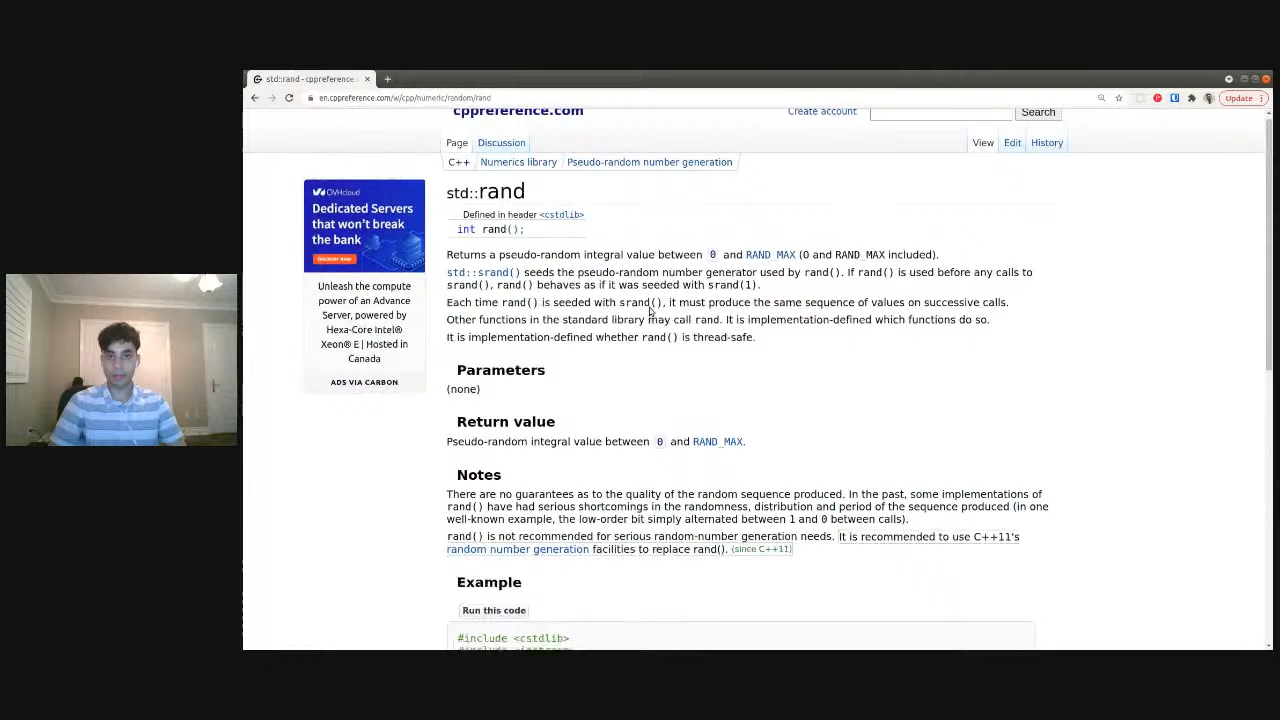 std::rand - cppreference.
en.cppreference.com/w/cpp/numeric/random/rand
Update
cppreference.com
Create account
Search
Page Discussion
View Edit History
C++ Numerics library Pseudo-random number generation
std::rand
Defined in header <cstdlib>
int rand();
Returns a pseudo-random integral value between 0 and RAND_MAX (0 and RAND_MAX included).
std::srand() seeds the pseudo-random number generator used by rand(). If rand() is used before any calls to
srand(), rand() behaves as if it was seeded with srand(1).
Each time rand() is seeded with srand(), it must produce the same sequence of values on successive calls.
Other functions in the standard library may call rand. It is implementation-defined which functions do so.
It is implementation-defined whether rand() is thread-safe.
Parameters
(none)
Return value
Pseudo-random integral value between 0 and RAND_MAX.
Notes
There are no guarantees as to the quality of the random sequence produced. In the past, some implementations of
rand() have had serious shortcomings in the randomness, distribution and period of the sequence produced (in one
well-known example, the low-order bit simply alternated between 1 and 0 between calls).
rand() is not recommended for serious random-number generation needs. It is recommended to use C++11's
random number generation facilities to replace rand(). (since C++11)
Example
Run this code
#include <cstdlib>
OVHcloud
Dedicated Servers
that won't break
the bank
Discover now
Unleash the compute
power of an Advance
Server, powered by
Hexa-Core Intel®
Xeon® E | Hosted in
Canada
ADS VIA CARBON